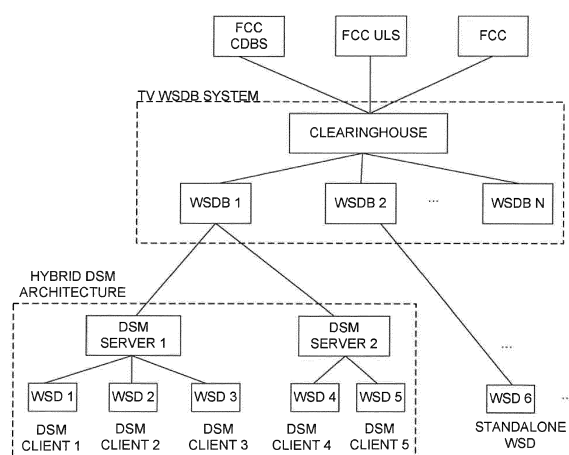 FCC CDBS
FCC ULS
FCC
TV WSDB SYSTEM
CLEARINGHOUSE
WSDB 1
WSDB 2
...
WSDB N
HYBRID DSM
ARCHITECTURE
DSM
SERVER 1
DSM
SERVER 2
...
WSD 1
WSD 2
WSD 3
WSD 4
WSD 5
WSD 6
..
DSM
CLIENT 1
DSM
CLIENT 2
DSM
CLIENT 3
DSM
CLIENT 4
DSM
CLIENT 5
STANDALONE
WSD